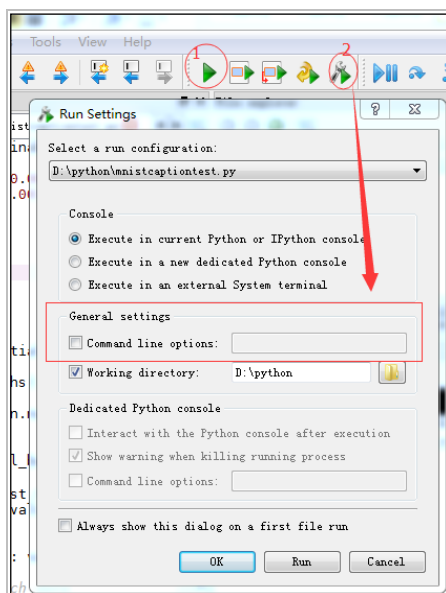 Tools View Help
1
2
Run Settings
Select a run configuration:
D:\python\mnistcaptiontest.py
Console
Execute in current Python or IPython console
Execute in a new dedicated Python console
Execute in an external System terminal
General settings
Command line options:
Working directory: D:\python
Dedicated Python console
Interact with the Python console after execution
Show warning when killing running process
Command line options:
Always show this dialog on a first file run
OK Run Cancel